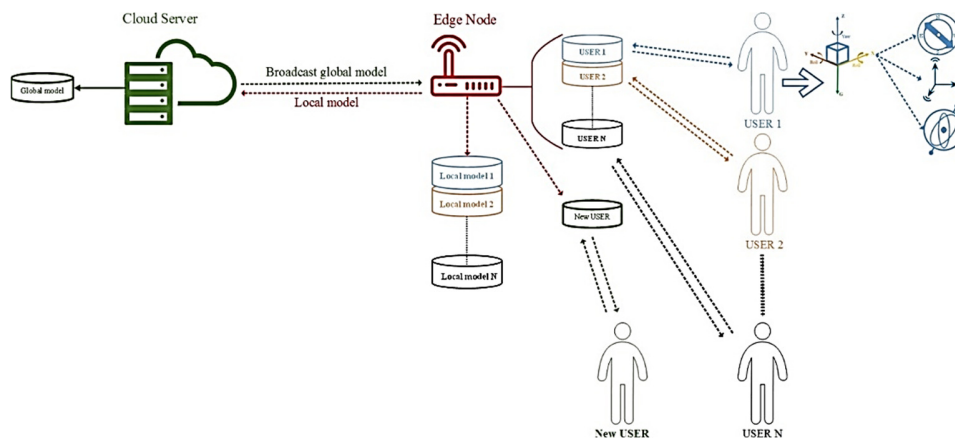 Cloud Server
Global model
Broadcast global model
Local model
Edge Node
USER 1
USER 2
USER N
Local model 1
Local model 2
Local model N
New USER
USER 1
USER 2
New USER
USER N